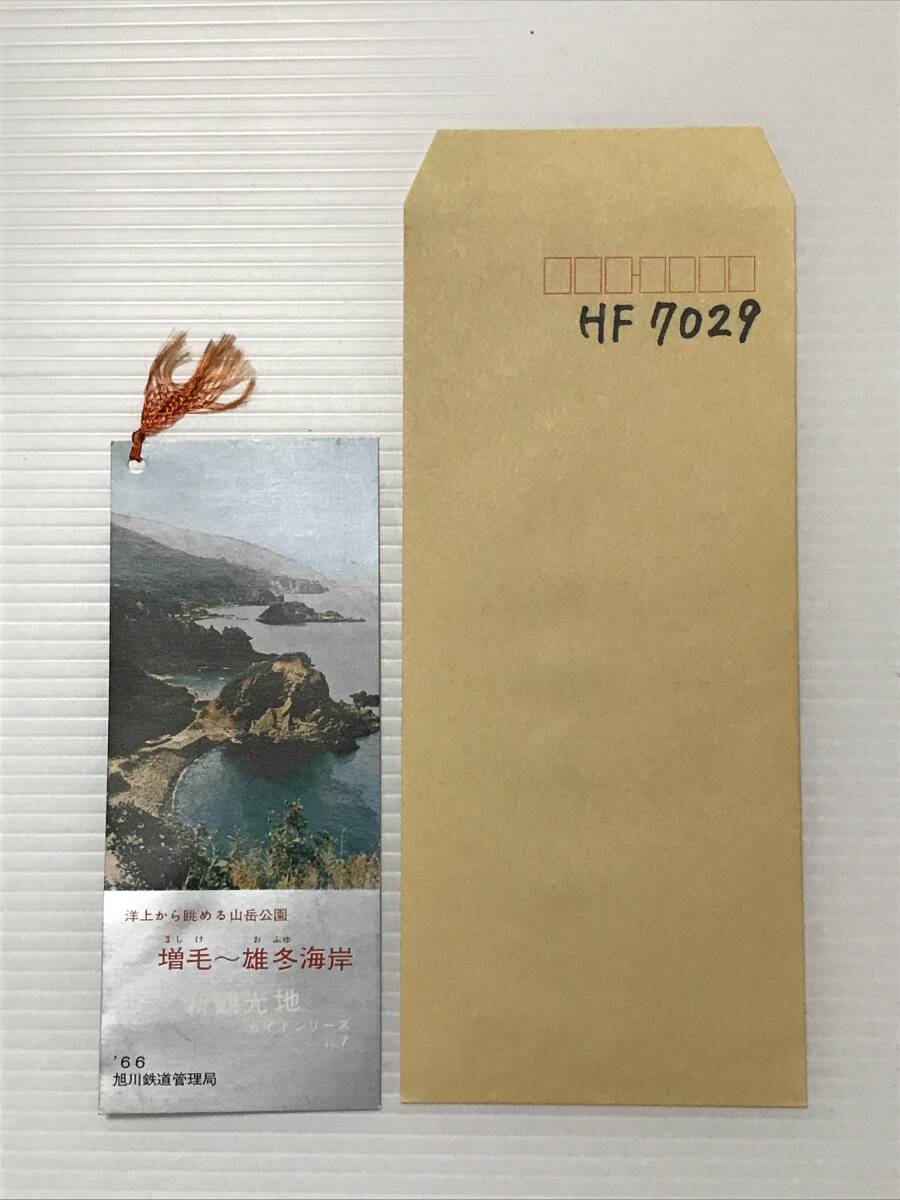 HF 7029
洋上から眺める山岳公園
ましけ おふゆ
増毛～雄冬海岸
新観光地
ガイドシリーズ
'66
旭川鉄道管理局